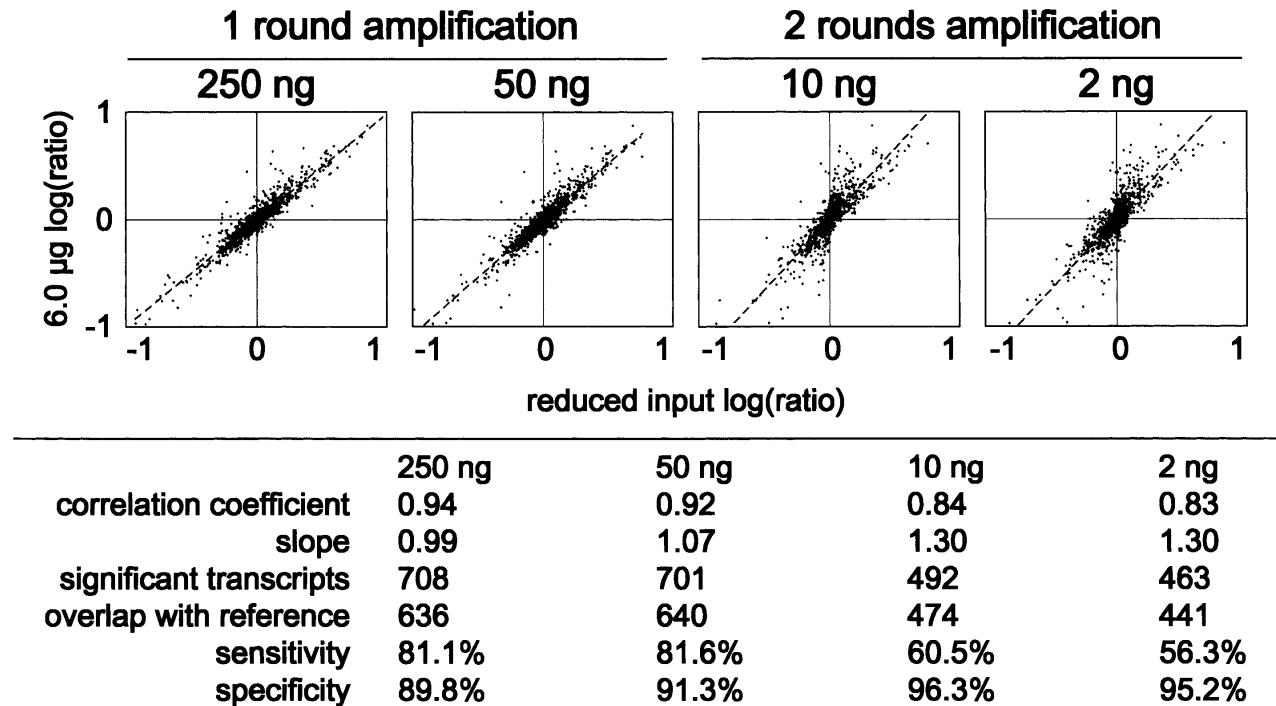 1 round amplification 2 rounds amplification
250 ng 50 ng 10 ng 2 ng
6.0 µg log(ratio)
1
0
-1
-1 0 1 -1 0 1 -1 0 1 -1 0 1
reduced input log(ratio)
250 ng 50 ng 10 ng 2 ng
correlation coefficient 0.94 0.92 0.84 0.83
slope 0.99 1.07 1.30 1.30
significant transcripts 708 701 492 463
overlap with reference 636 640 474 441
sensitivity 81.1% 81.6% 60.5% 56.3%
specificity 89.8% 91.3% 96.3% 95.2%